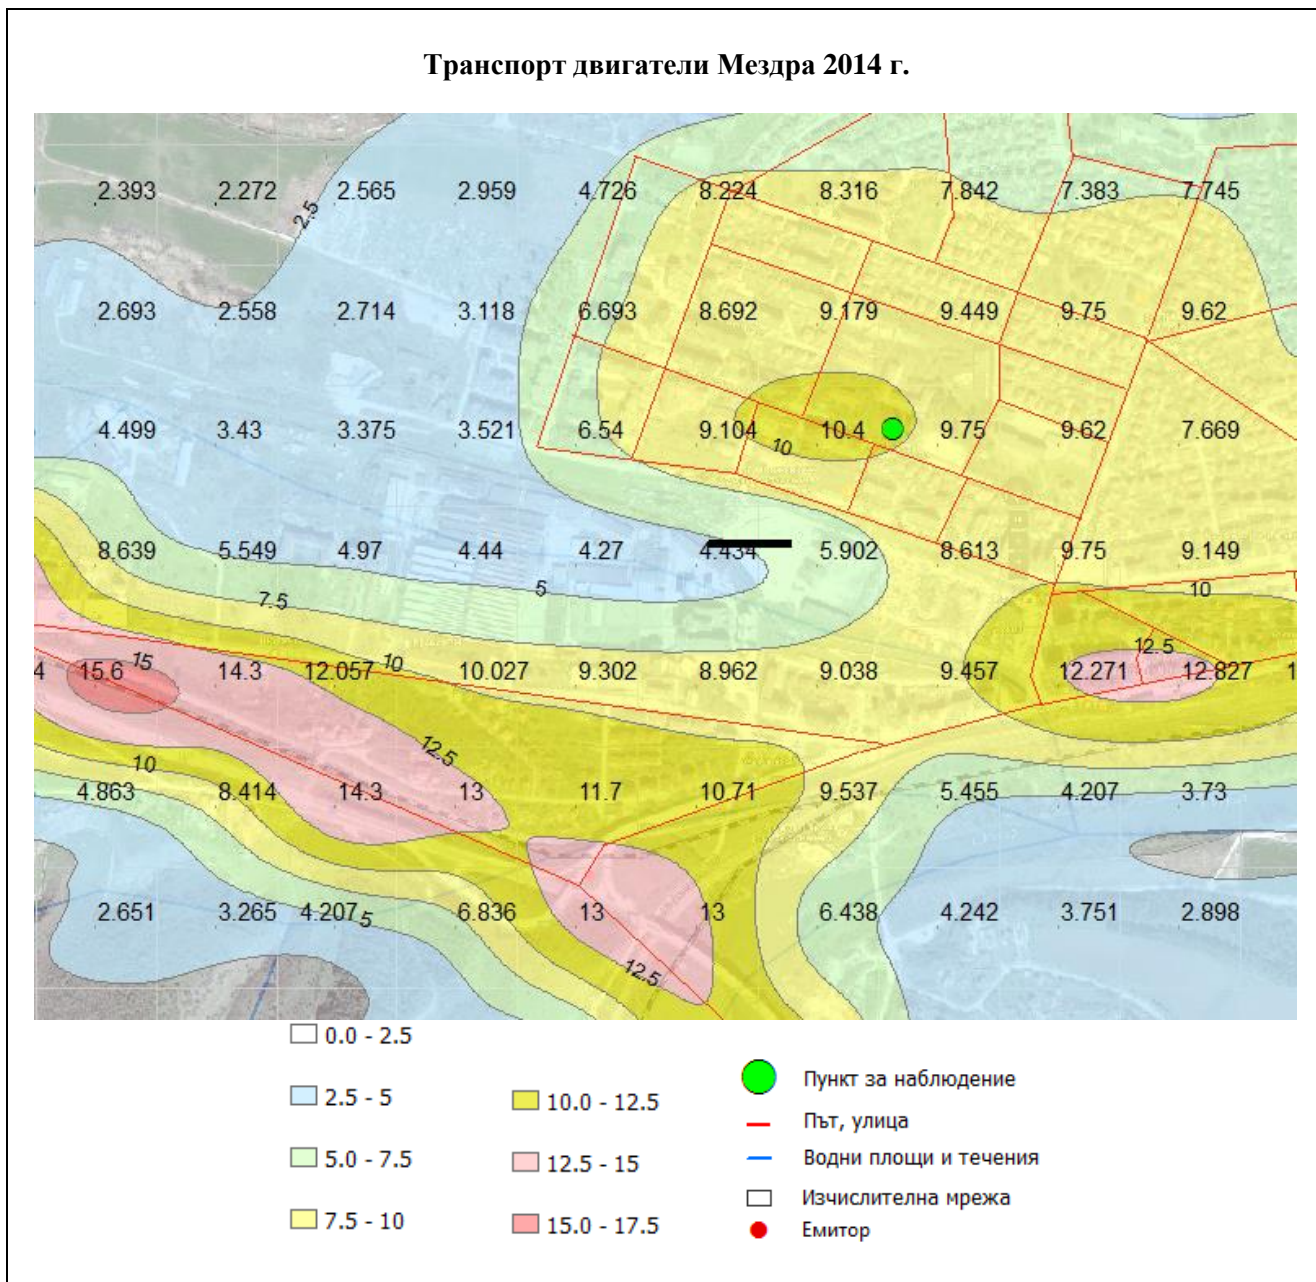 Транспорт двигатели Мездра 2014 г.
2.393 2.272 2.565 2.959 4.726 8.224 8.316 7.842 7.383 7.745
2.5
2.693 2.558 2.714 3.118 6.693 8.692 9.179 9.449 9.75 9.62
4.499 3.43 3.375 3.521 6.54 9.104 10.4 9.75 9.62 7.669
10
8.639 5.549 4.97 4.44 4.27 4.434 5.902 8.613 9.75 9.149
7.5 5 10
12.5
4 15.6 15 14.3 12.057 10 10.027 9.302 8.962 9.038 9.457 12.271 12.827 1
12.5
10
4.863 8.414 14.3 13 11.7 10.71 9.537 5.455 4.207 3.73
2.651 3.265 4.207 5 6.836 13 13 6.438 4.242 3.751 2.898
12.5
0.0 - 2.5
2.5 - 5
5.0 - 7.5
7.5 - 10
10.0 - 12.5
12.5 - 15
15.0 - 17.5
Пункт за наблюдение
Път, улица
Водни площи и течения
Изчислителна мрежа
Емитор